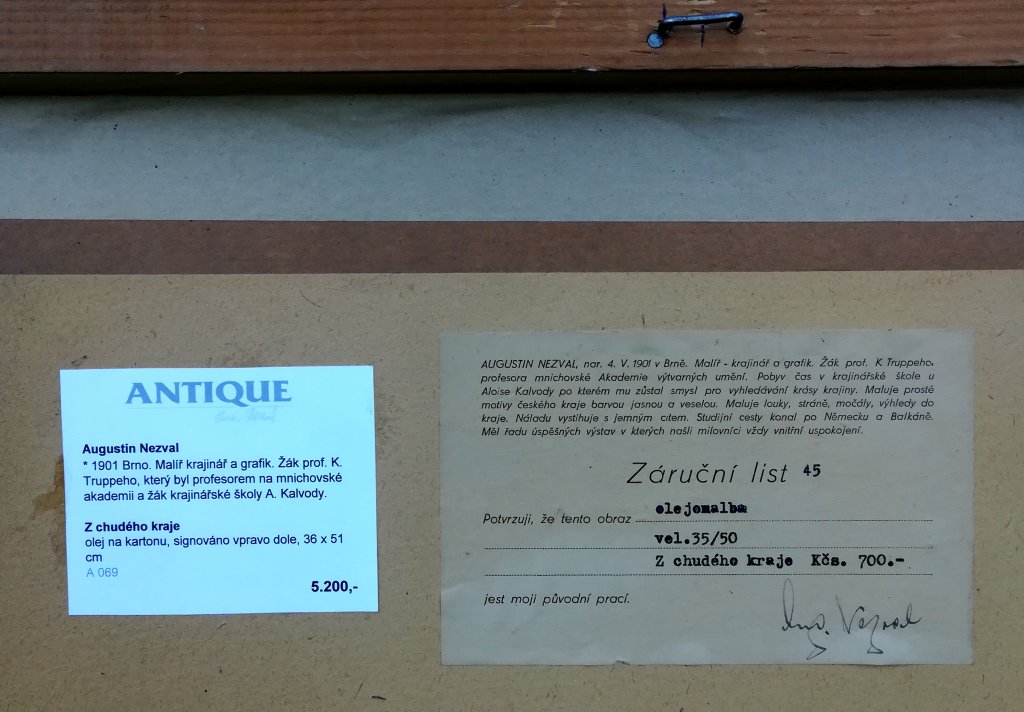 ANTIQUE
Augustin Nezval
* 1901 Brno. Malíř krajinář a grafik. Žák prof. K.
Truppeho, který byl profesorem na mnichovské
akademii a žák krajinářské školy A. Kalvody.
Z chudého kraje
olej na kartonu, signováno vpravo dole, 36 x 51
cm
A 069
5.200,-
AUGUSTIN NEZVAL, nar. 4. V. 1901 v Brně. Malíř - krajinář a grafik. Žák prof. K Truppeho,
profesora mnichovské Akademie výtvarných umění. Pobyv čas v krajinářské škole u
Aloise Kalvody po kterém mu zůstal smysl pro vyhledávání krásy krajiny. Maluje prosté
motivy českého kraje barvou jasnou a veselou. Maluje louky, stráně, močály, výhledy do
kraje. Náladu vystihuje s jemným citem. Studijní cesty konal po Německu a Balkáně.
Měl řadu úspěšných výstav v kterých našli milovníci vždy vnitřní uspokojení.
Záruční list 45
Potvrzuji, že tento obraz olejomalba
vel.35/50
Z chudého kraje Kčs. 700.-
jest moji původní prací.
Aug. Nezval